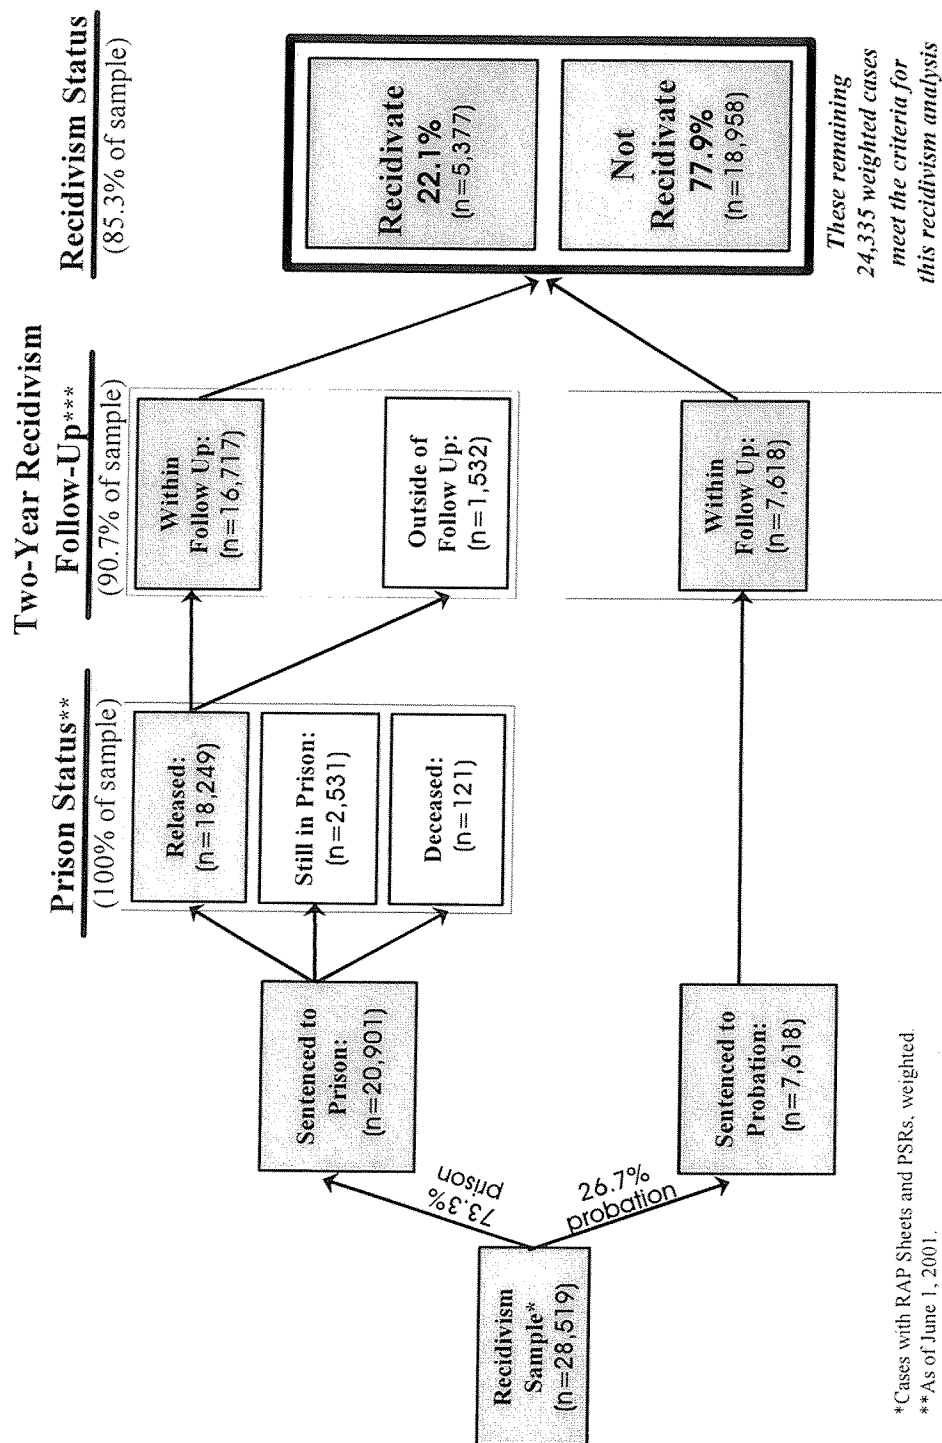 Prison Status**
(100% of sample)
Two-Year Recidivism
Follow-Up***
(90.7% of sample)
Recidivism Status
(85.3% of sample)
Recidivism
Sample*
(n=28,519)
73.3%
prison
26.7%
probation
Sentenced to
Prison:
(n=20,901)
Sentenced to
Probation:
(n=7,618)
Released:
(n=18,249)
Still in Prison:
(n=2,531)
Deceased:
(n=121)
Within
Follow Up:
(n=16,717)
Outside of
Follow Up:
(n=1,532)
Within
Follow Up:
(n=7,618)
Recidivate
22.1%
(n=5,377)
Not
Recidivate
77.9%
(n=18,958)
These remaining
24,335 weighted cases
meet the criteria for
this recidivism analysis
*Cases with RAP Sheets and PSRs, weighted.
**As of June 1, 2001.